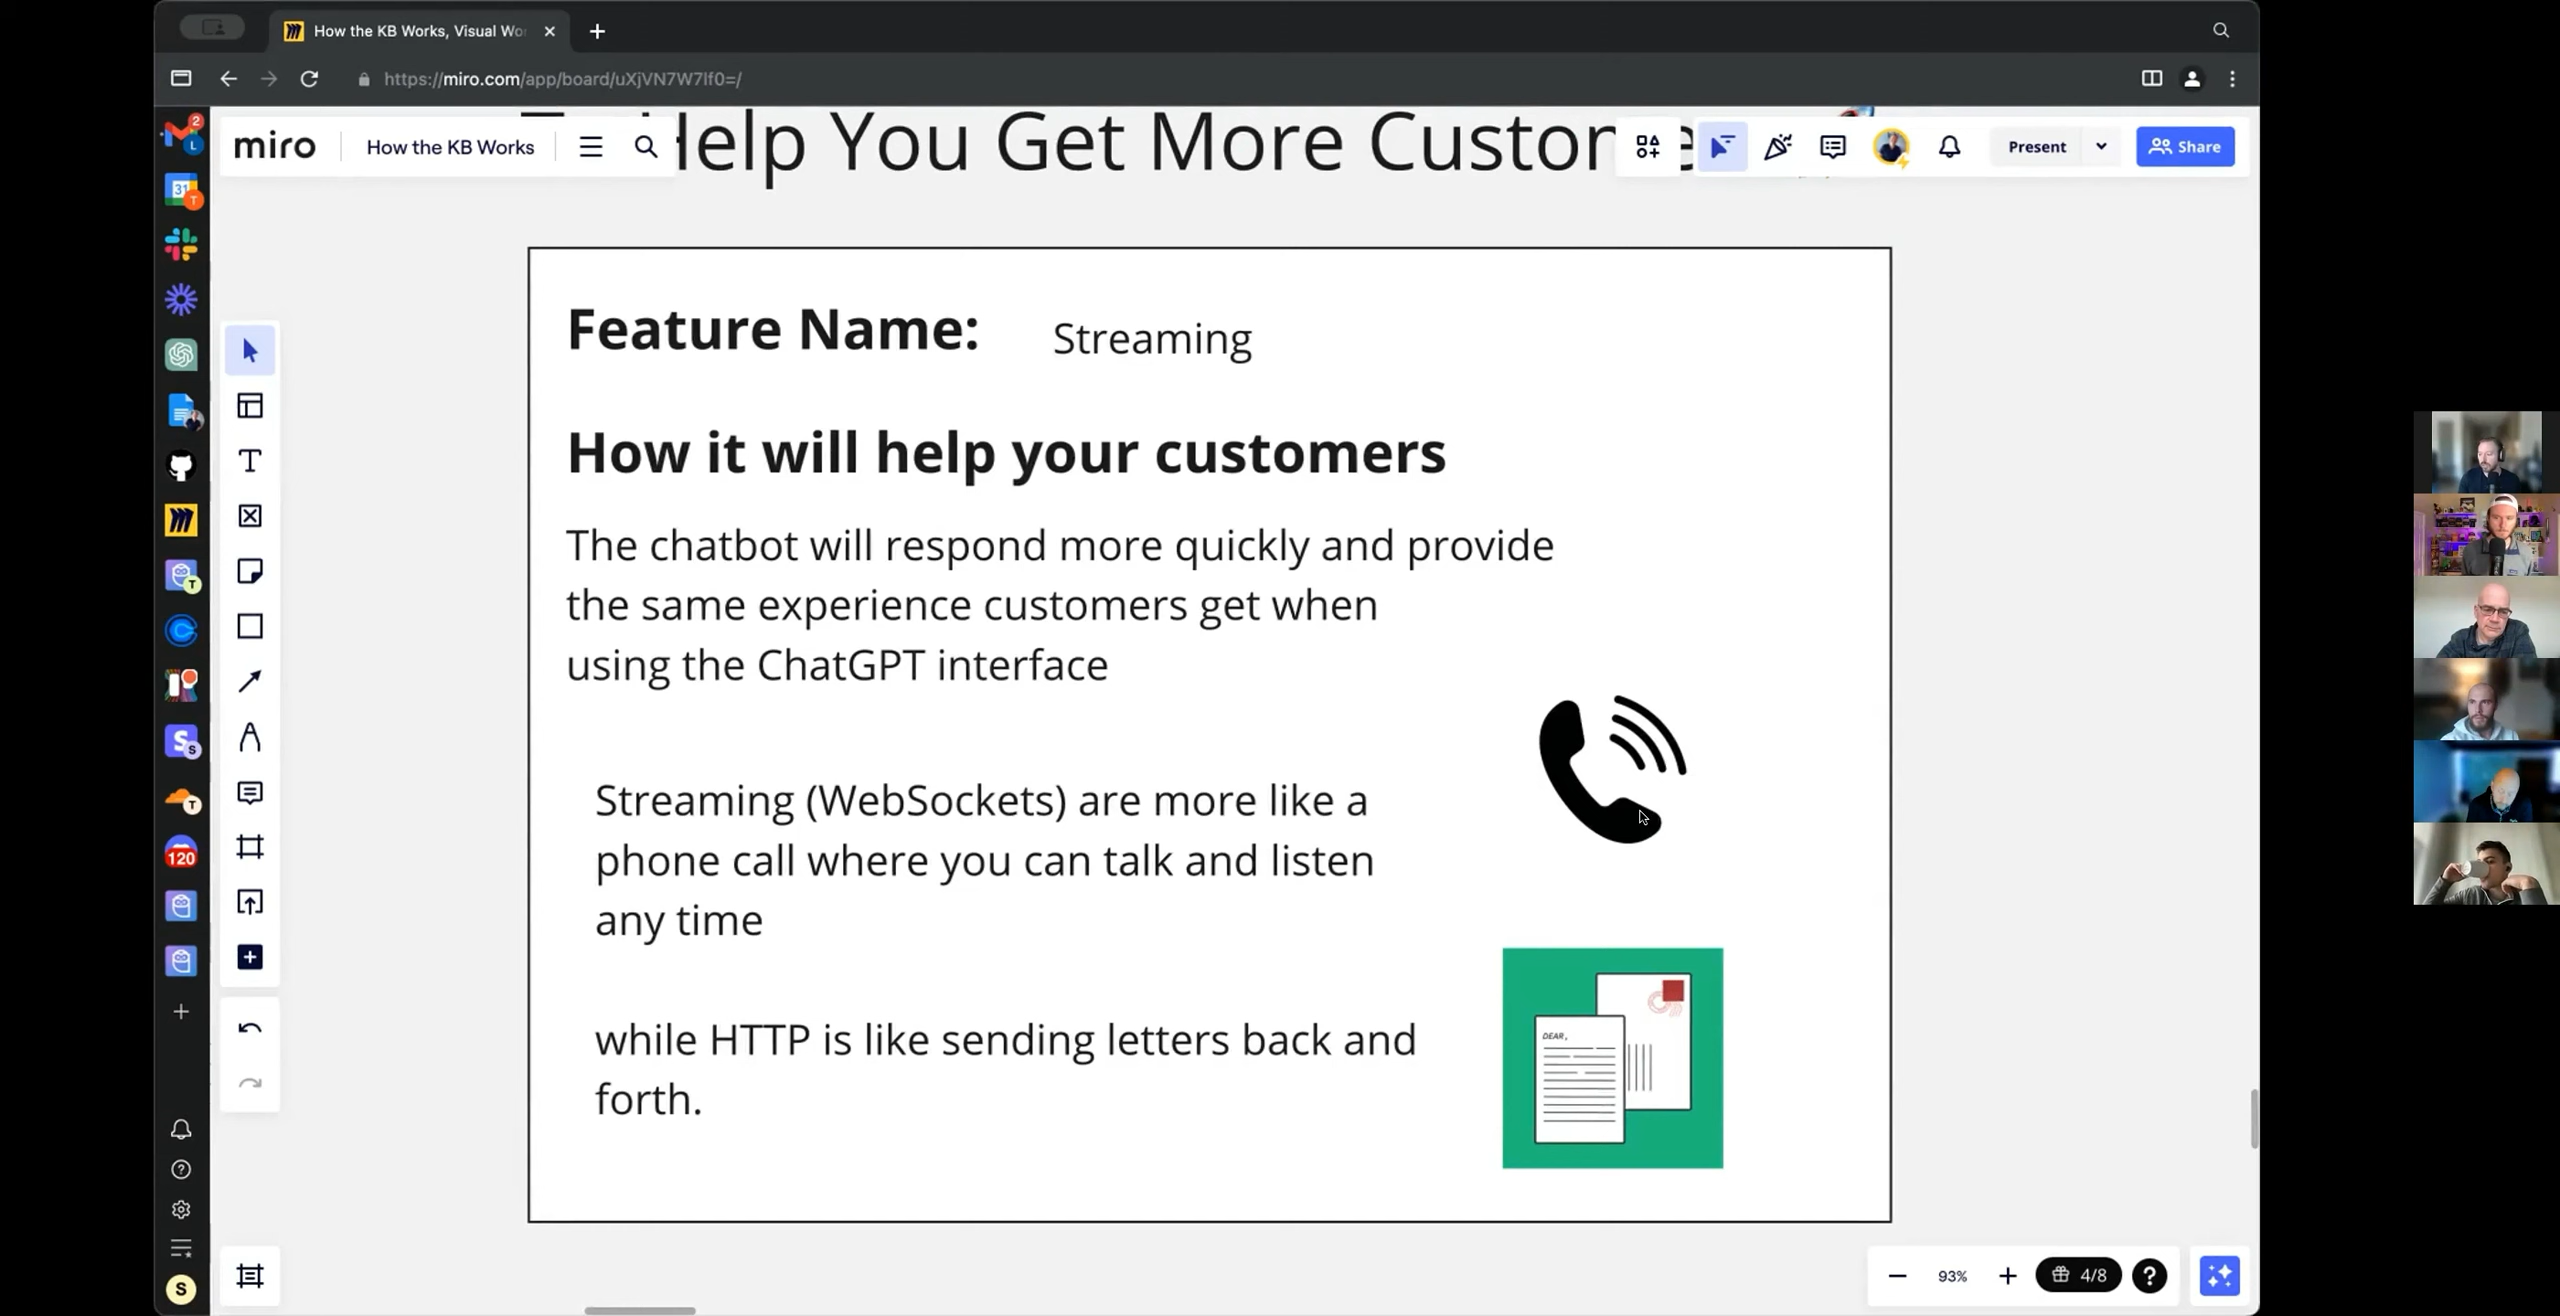 How the KB Works, Visual Wo
https://miro.com/app/board/uXjVN7W7lf0=/
Help You Get More Custome
miro
How the KB Works
Present
Share
2
L
31
T
Feature Name:
Streaming
How it will help your customers
The chatbot will respond more quickly and provide
the same experience customers get when
using the ChatGPT interface
Streaming (WebSockets) are more like a
phone call where you can talk and listen
any time
while HTTP is like sending letters back and
forth.
DEAR,
T
T
S
S
T
120
S
93%
4/8
?